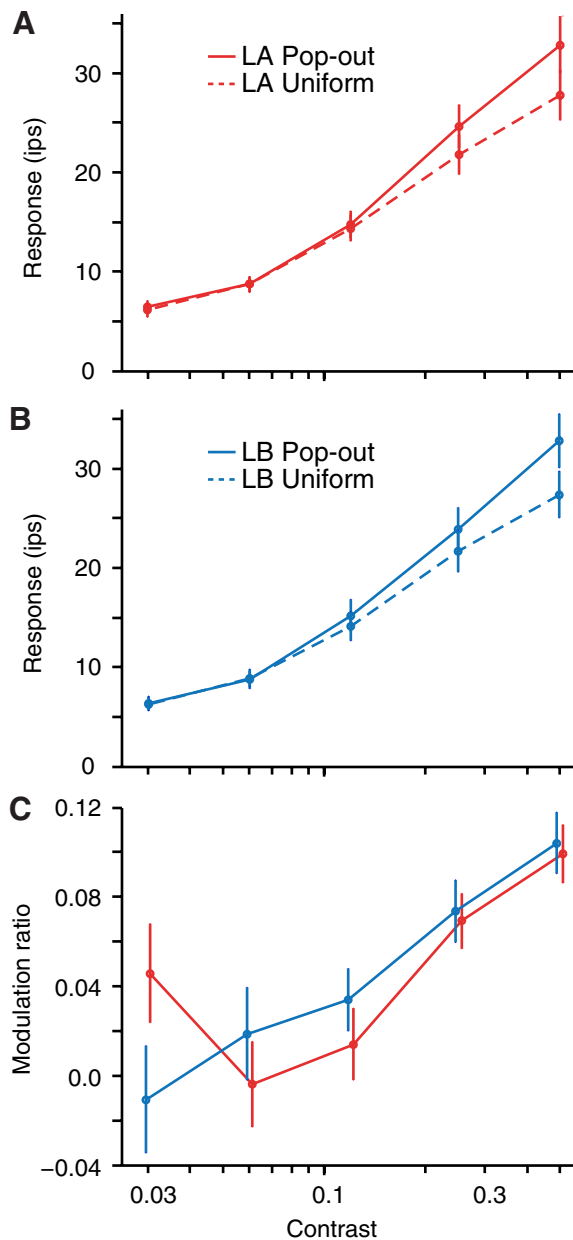 A
LA Pop-out
LA Uniform
30
20
10
0
Response (ips)
B
LB Pop-out
LB Uniform
30
20
10
0
Response (ips)
C
0.12
0.08
0.04
0.0
−0.04
Modulation ratio
0.03 0.1 0.3
Contrast